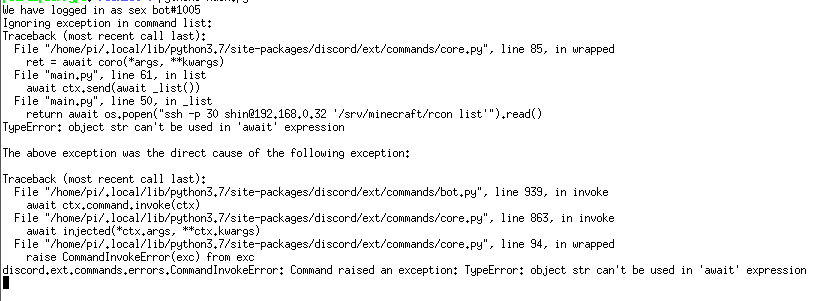 We have logged in as sex bot#1005
Ignoring exception in command list:
Traceback (most recent call last):
  File "/home/pi/.local/lib/python3.7/site-packages/discord/ext/commands/core.py", line 85, in wrapped
    ret = await coro(*args, **kwargs)
  File "main.py", line 61, in list
    await ctx.send(await _list())
  File "main.py", line 50, in _list
    return await os.popen("ssh -p 30 shin@192.168.0.32 '/srv/minecraft/rcon list'").read()
TypeError: object str can't be used in 'await' expression

The above exception was the direct cause of the following exception:

Traceback (most recent call last):
  File "/home/pi/.local/lib/python3.7/site-packages/discord/ext/commands/bot.py", line 939, in invoke
    await ctx.command.invoke(ctx)
  File "/home/pi/.local/lib/python3.7/site-packages/discord/ext/commands/core.py", line 863, in invoke
    await injected(*ctx.args, **ctx.kwargs)
  File "/home/pi/.local/lib/python3.7/site-packages/discord/ext/commands/core.py", line 94, in wrapped
    raise CommandInvokeError(exc) from exc
discord.ext.commands.errors.CommandInvokeError: Command raised an exception: TypeError: object str can't be used in 'await' expression